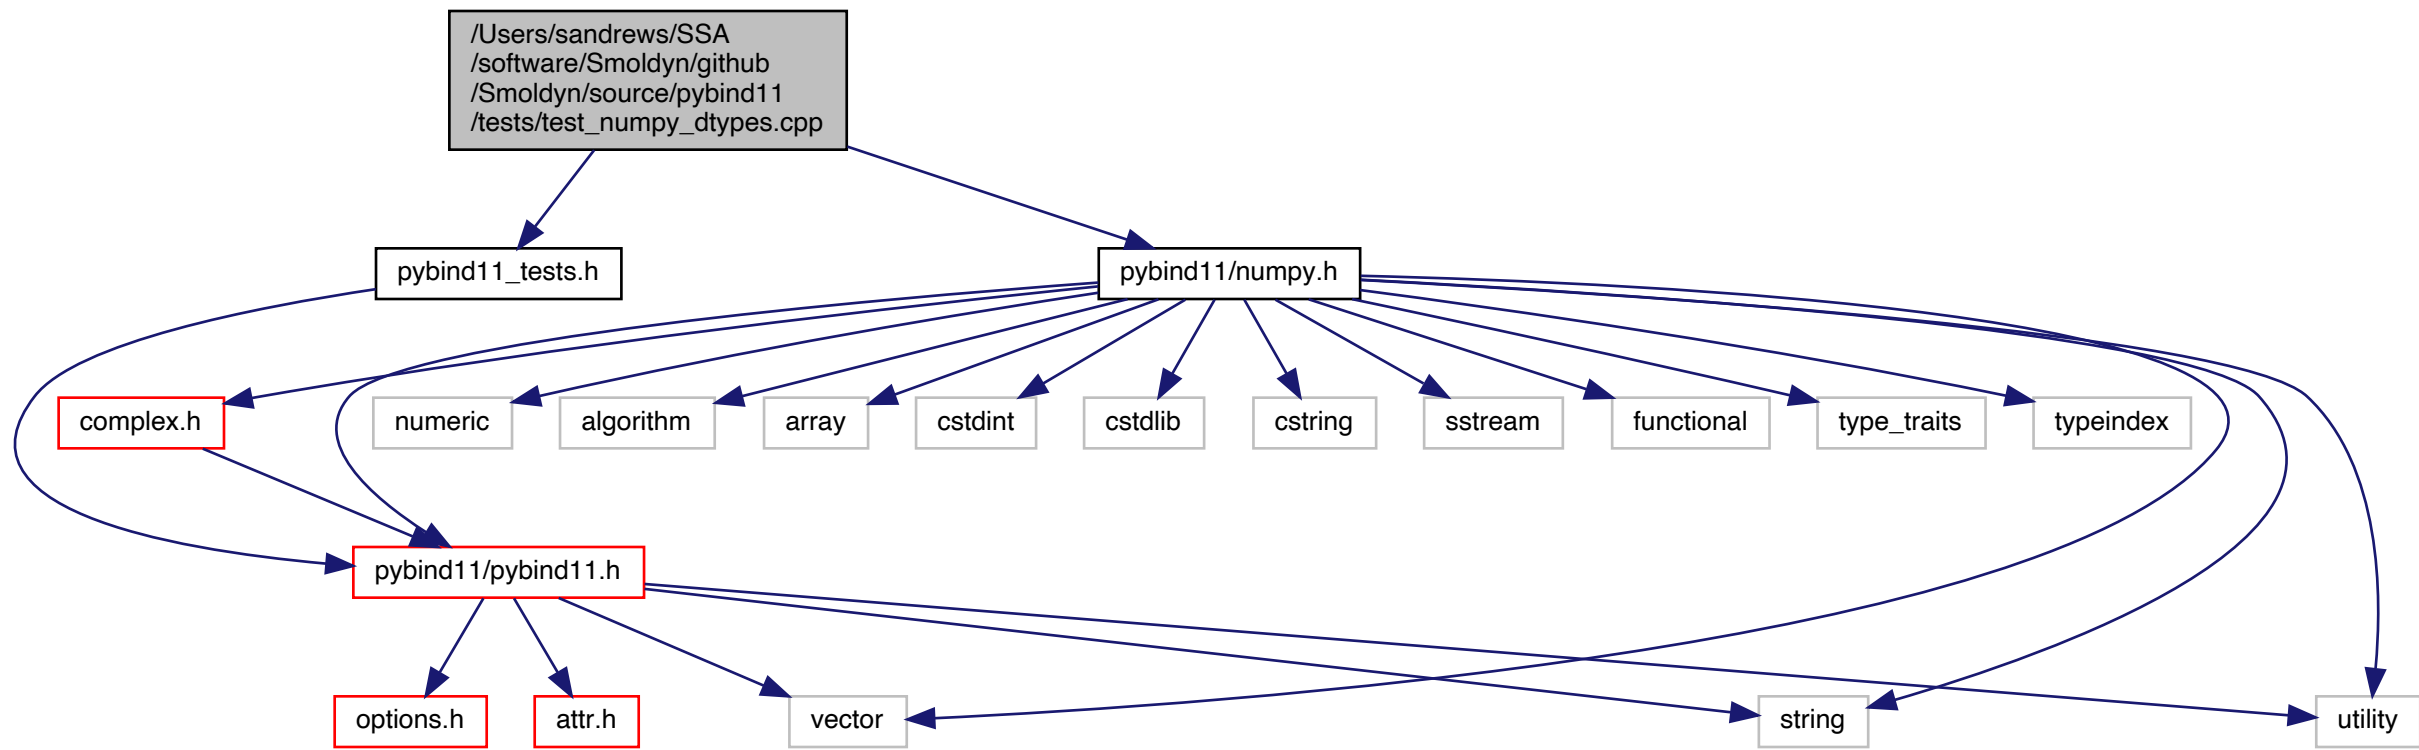 /Users/sandrews/SSA
/software/Smoldyn/github
/Smoldyn/source/pybind11
/tests/test_numpy_dtypes.cpp
pybind11_tests.h
pybind11/numpy.h
complex.h
numeric
algorithm
array
cstdint
cstdlib
cstring
sstream
functional
type_traits
typeindex
pybind11/pybind11.h
options.h
attr.h
vector
string
utility